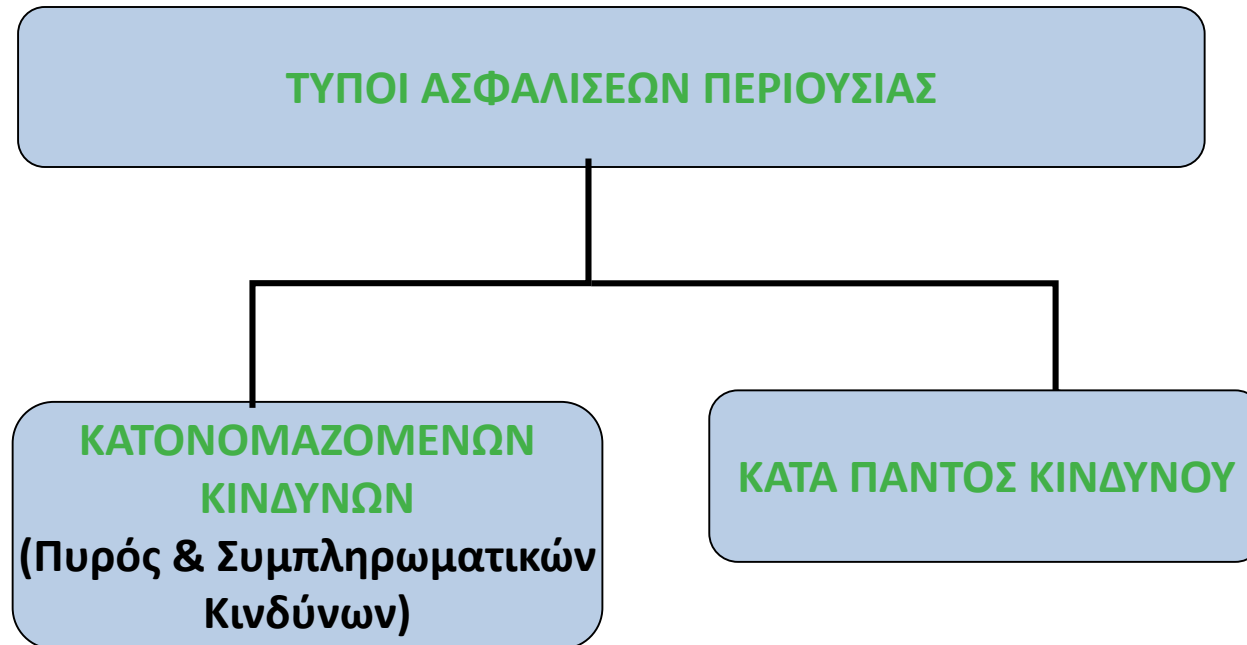 ΤΥΠΟΙ ΑΣΦΑΛΙΣΕΩΝ ΠΕΡΙΟΥΣΙΑΣ
ΚΑΤΟΝΟΜΑΖΟΜΕΝΩΝ
ΚΙΝΔΥΝΩΝ
(Πυρός & Συμπληρωματικών
Κινδύνων)
ΚΑΤΑ ΠΑΝΤΟΣ ΚΙΝΔΥΝΟΥ